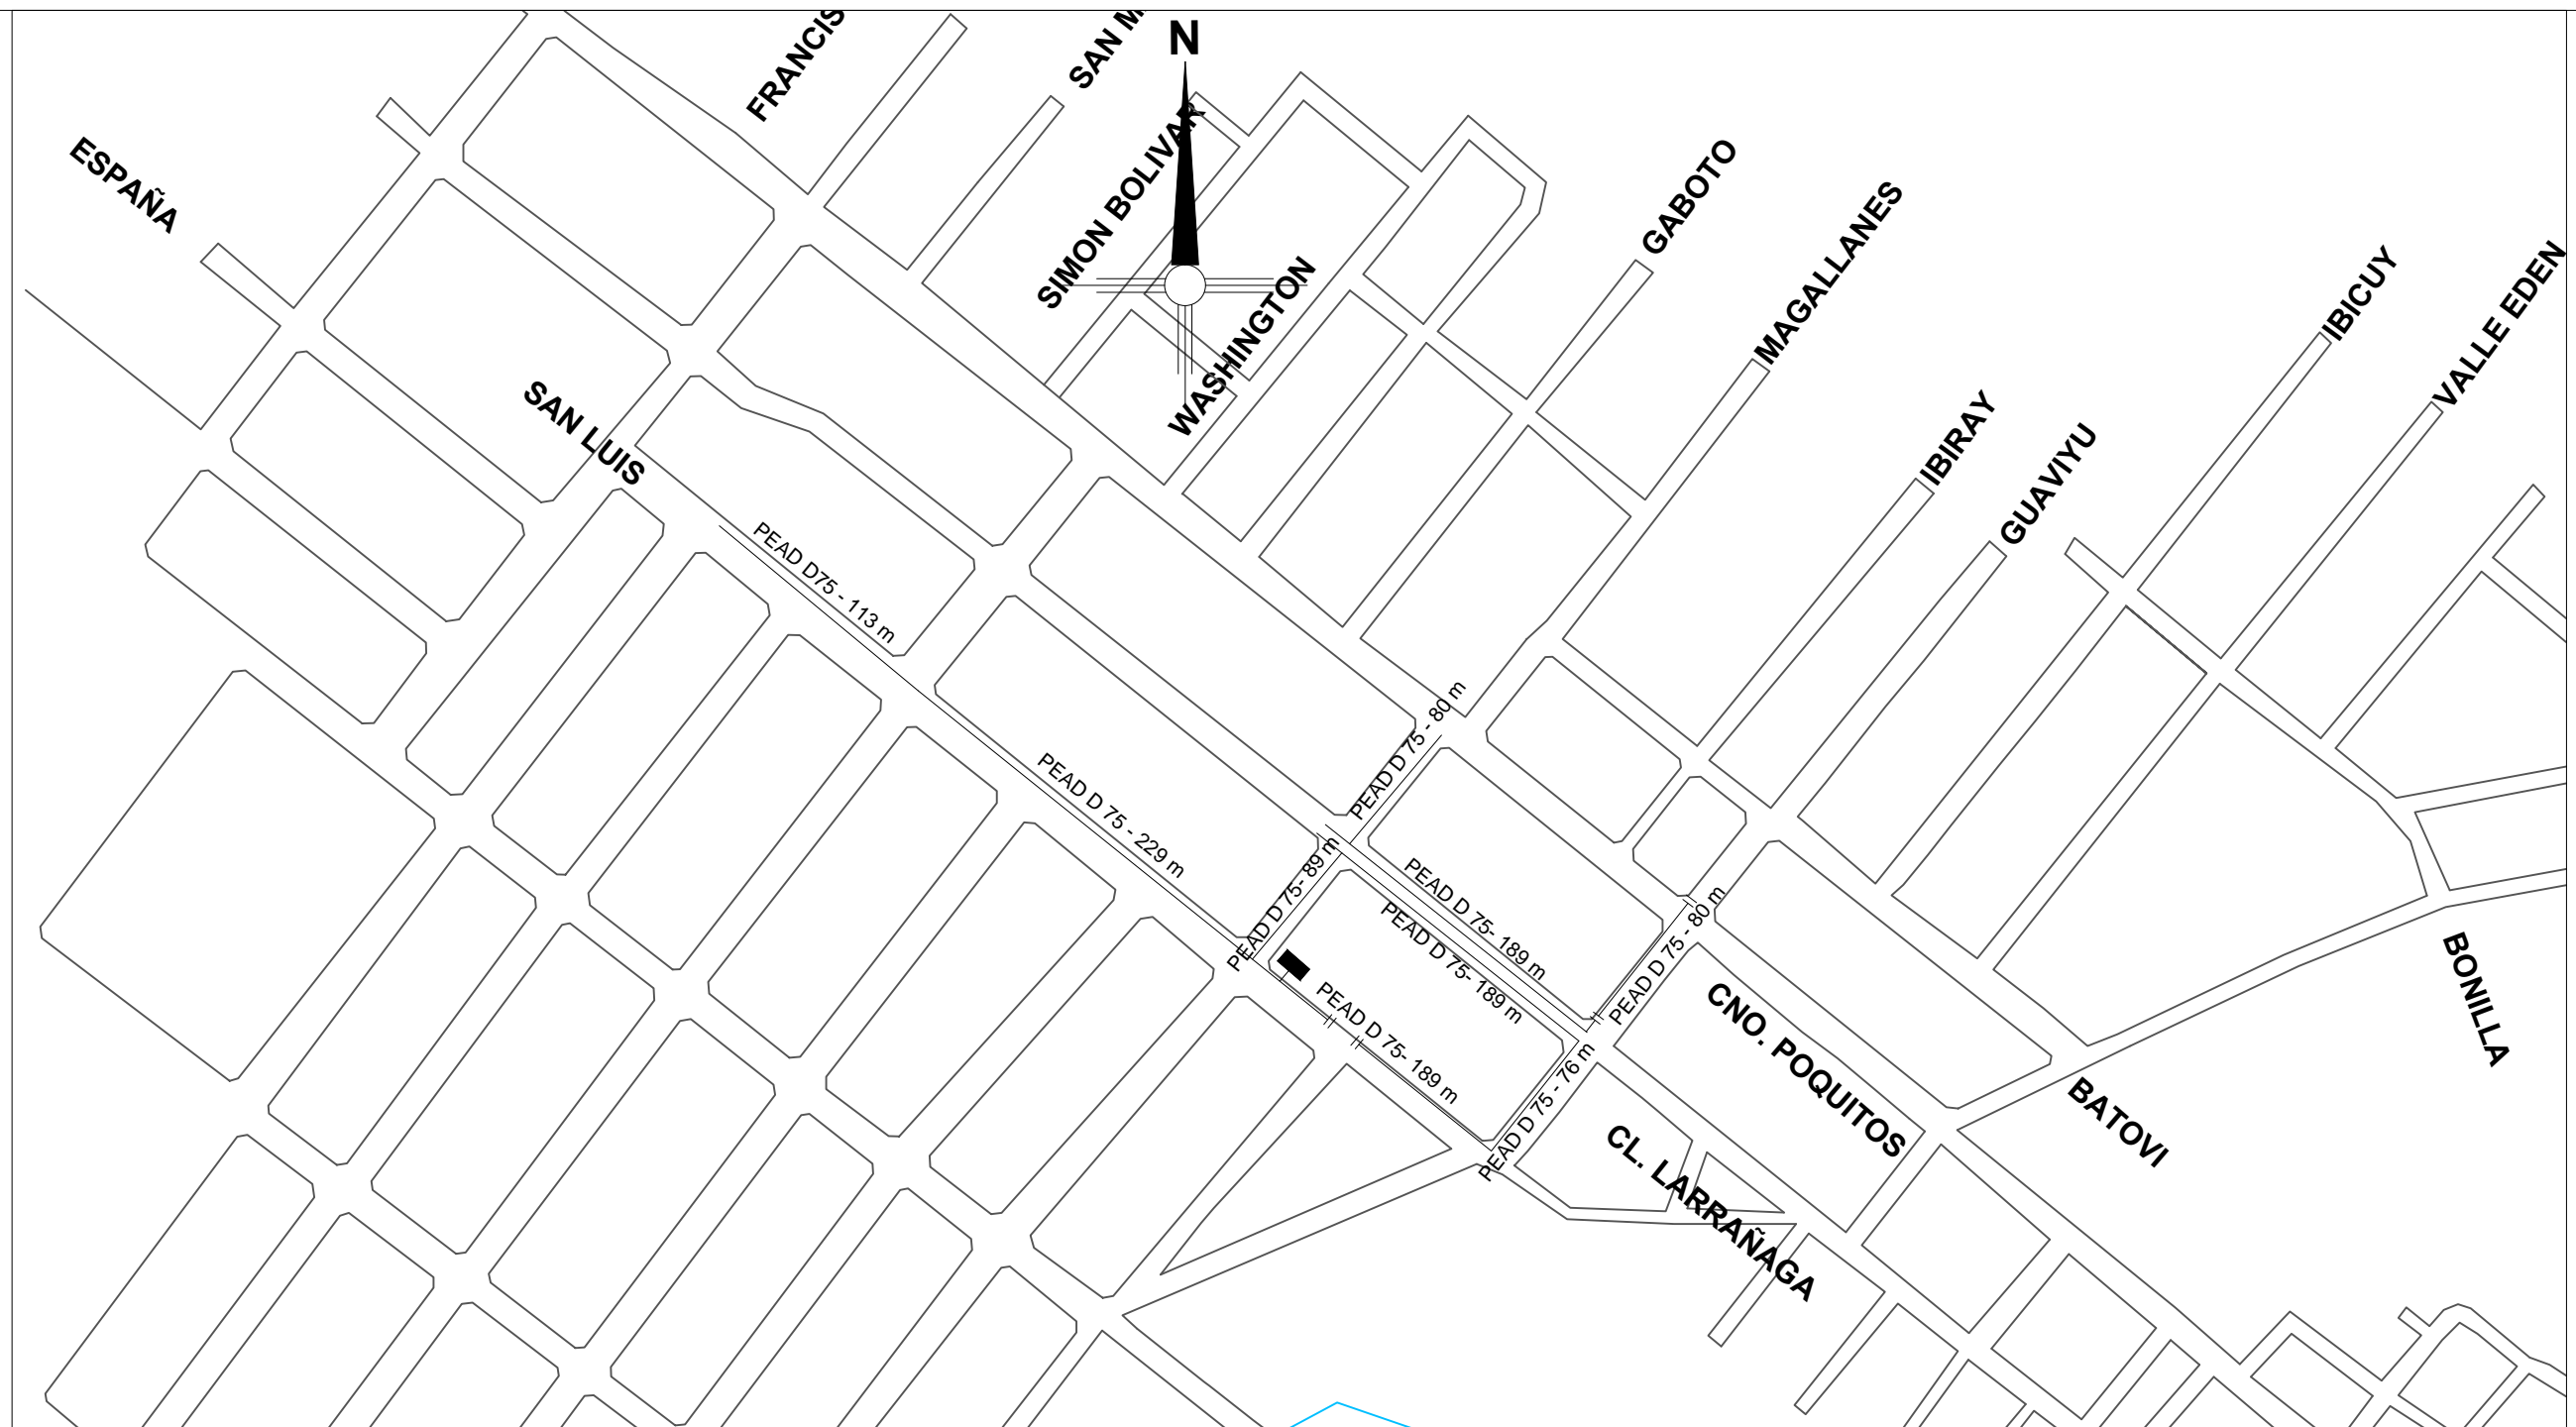 N
FRANCIS
SAN M
ESPAÑA
SIMON BOLIVAR
GABOTO
MAGALLANES
WASHINGTON
IBICUY
VALLE EDEN
SAN LUIS
IBIRAY
GUAVIYU
PEAD D75 - 113 m
PEAD D 75 - 80 m
PEAD D 75 - 229 m
PEAD D 75- 89 m
PEAD D 75- 189 m
PEAD D 75- 189 m
PEAD D 75 - 80 m
PEAD D 75- 189 m
PEAD D 75 - 76 m
CNO. POQUITOS
BONILLA
BATOVI
CL. LARRAÑAGA